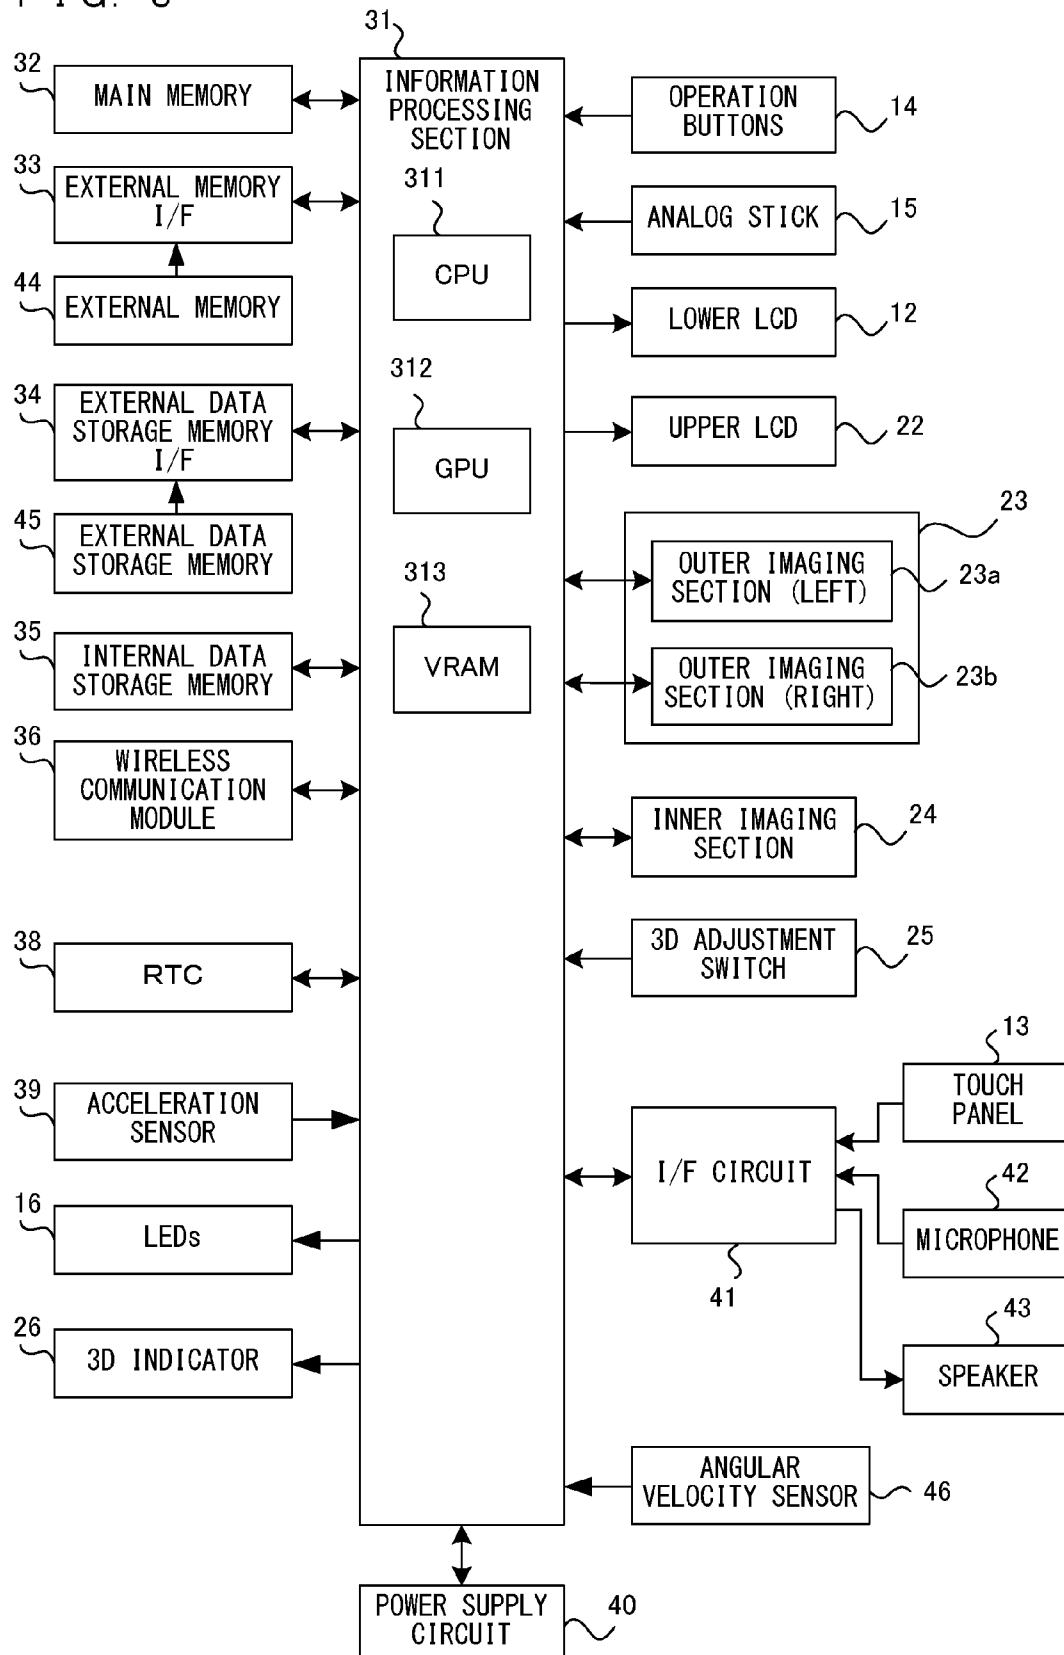 31
INFORMATION
PROCESSING
SECTION
311
CPU
312
GPU
313
VRAM
32
MAIN MEMORY
33
EXTERNAL MEMORY
I/F
44
EXTERNAL MEMORY
34
EXTERNAL DATA
STORAGE MEMORY
I/F
45
EXTERNAL DATA
STORAGE MEMORY
35
INTERNAL DATA
STORAGE MEMORY
36
WIRELESS
COMMUNICATION
MODULE
38
RTC
39
ACCELERATION
SENSOR
16
LEDs
26
3D INDICATOR
OPERATION
BUTTONS
14
ANALOG STICK
15
LOWER LCD
12
UPPER LCD
22
23
OUTER IMAGING
SECTION (LEFT)
23a
OUTER IMAGING
SECTION (RIGHT)
23b
INNER IMAGING
SECTION
24
3D ADJUSTMENT
SWITCH
25
13
TOUCH
PANEL
I/F CIRCUIT
41
42
MICROPHONE
43
SPEAKER
ANGULAR
VELOCITY SENSOR
46
POWER SUPPLY
CIRCUIT
40